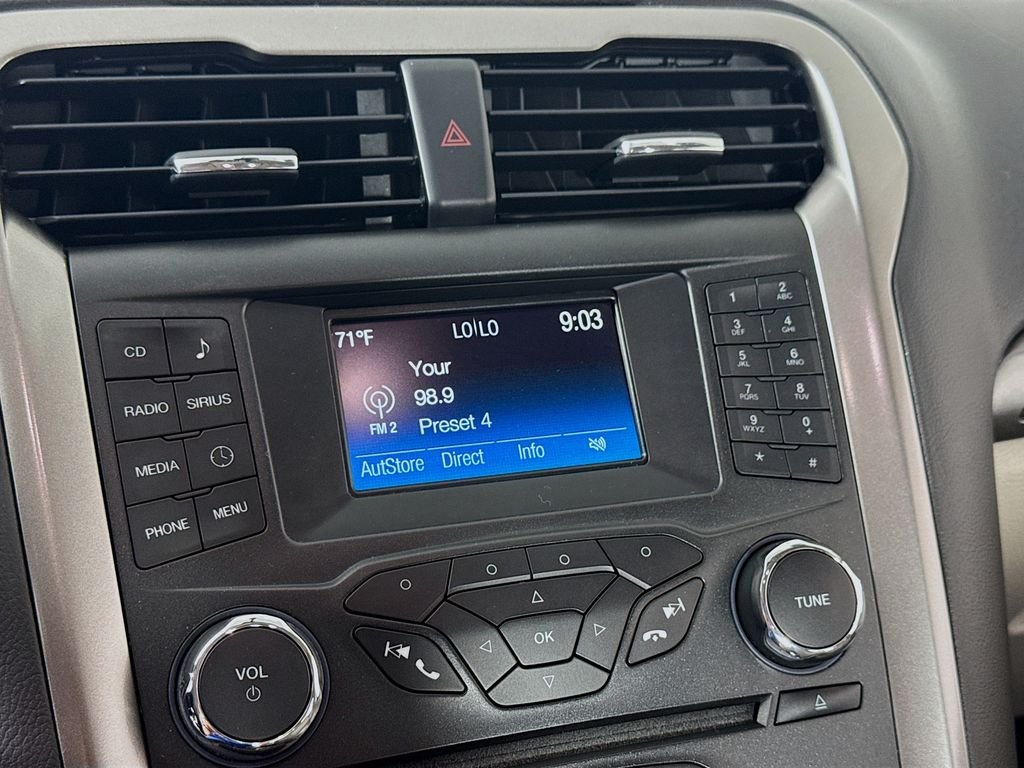 71°F LO LO 9:03
Your
98.9
FM 2 Preset 4
AutStore Direct Info
CD
RADIO SIRIUS
MEDIA
PHONE MENU
1 2 ABC
3 DEF 4 GHI
5 JKL 6 MNO
7 PQRS 8 TUV
9 WXYZ 0 +
* #
OK
VOL
TUNE